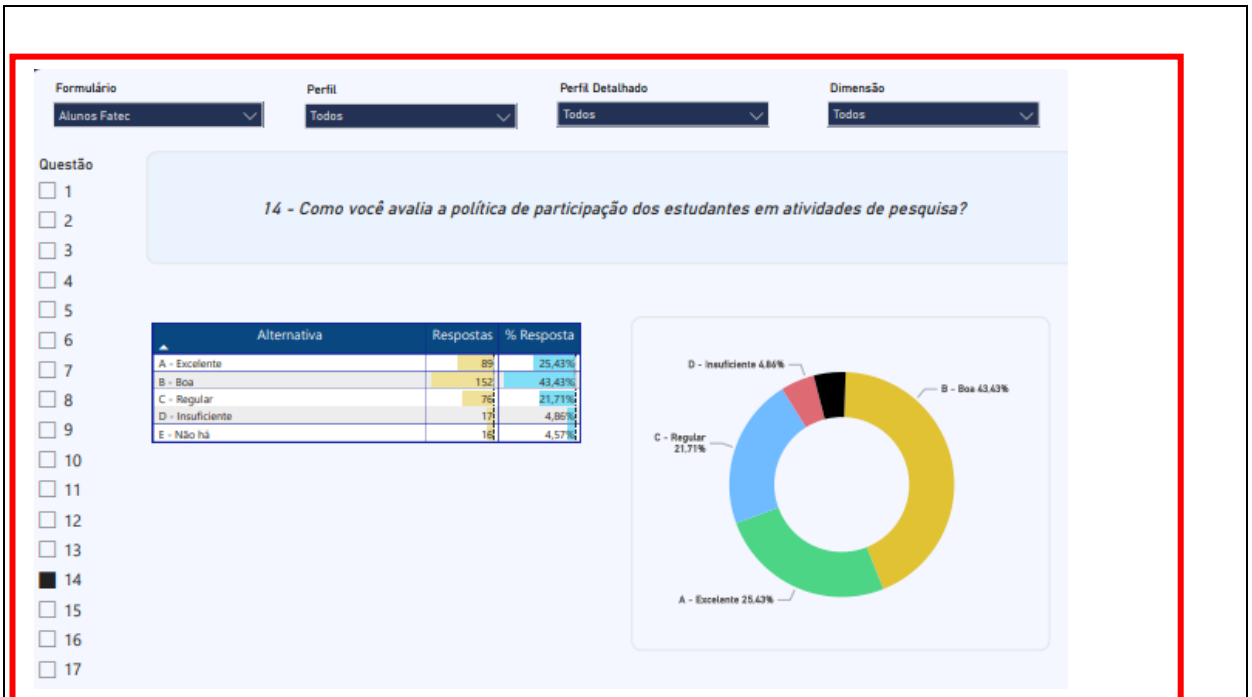 Formulário Perfil Perfil Detalhado Dimensão
Alunos Fatec Todos Todos Todos
Questão
1
2
3
4
5
6
7
8
9
10
11
12
13
14
15
16
17
14 - Como você avalia a política de participação dos estudantes em atividades de pesquisa?
Alternativa Respostas % Resposta
A - Excelente 89 25,43%
B - Boa 152 43,43%
C - Regular 76 21,71%
D - Insuficiente 17 4,86%
E - Não há 16 4,57%
D - Insuficiente 4,86%
B - Boa 43,43%
C - Regular
21,71%
A - Excelente 25,43%